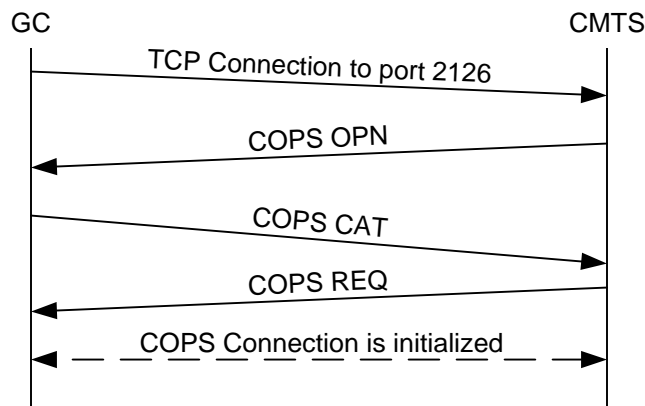 GC
CMTS
TCP Connection to port 2126
COPS OPN
COPS CAT
COPS REQ
COPS Connection is initialized